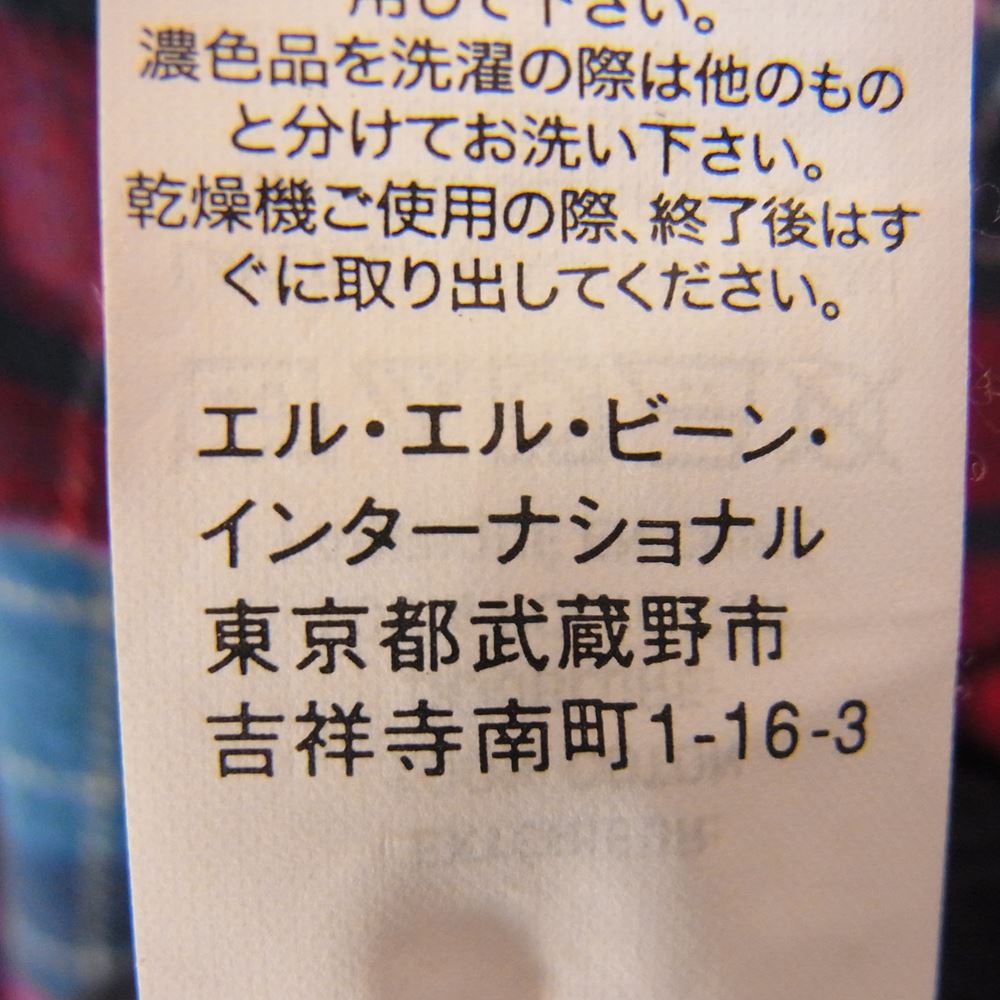 用して下さい。
濃色品を洗濯の際は他のもの
と分けてお洗い下さい。
乾燥機ご使用の際、終了後はす
ぐに取り出してください。
エル・エル・ビーン・
インターナショナル
東京都武蔵野市
吉祥寺南町1-16-3